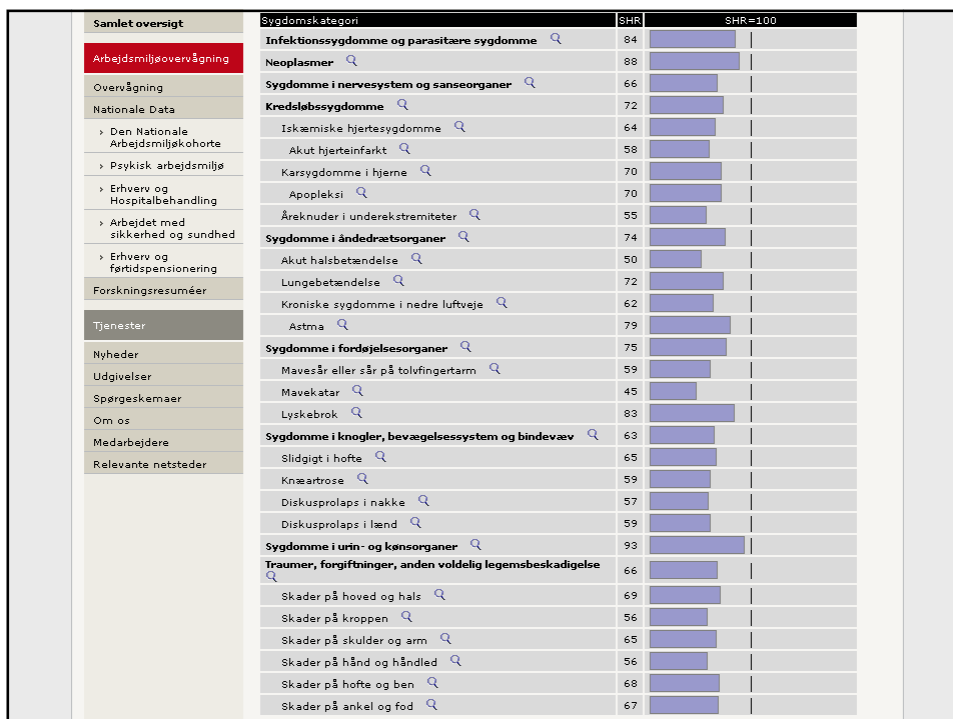 Samlet oversigt
Arbejdsmiljøovervågning
Overvågning
Nationale Data
› Den Nationale
Arbejdsmiljøkohorte
› Psykisk arbejdsmiljø
› Erhverv og
Hospitalbehandling
› Arbejdet med
sikkerhed og sundhed
› Erhverv og
førtidspensionering
Forskningsresuméer
Tjenester
Nyheder
Udgivelser
Spørgeskemaer
Om os
Medarbejdere
Relevante netsteder
Sygdomskategori SHR SHR=100
Infektionssygdomme og parasitære sygdomme 84
Neoplasmer 88
Sygdomme i nervesystem og sanseorganer 66
Kredsløbssygdomme 72
Iskæmiske hjertesygdomme 64
Akut hjerteinfarkt 58
Karsygdomme i hjerne 70
Apopleksi 70
Åreknuder i underekstremiteter 55
Sygdomme i åndedrætsorganer 74
Akut halsbetændelse 50
Lungebetændelse 72
Kroniske sygdomme i nedre luftveje 62
Astma 79
Sygdomme i fordøjelsesorganer 75
Mavesår eller sår på tolvfingertarm 59
Mavekatar 45
Lyskebrok 83
Sygdomme i knogler, bevægelsessystem og bindevæv 63
Slidgigt i hofte 65
Knæartrose 59
Diskusprolaps i nakke 57
Diskusprolaps i lænd 59
Sygdomme i urin- og kønsorganer 93
Traumer, forgiftninger, anden voldelig legemsbeskadigelse 66
Skader på hoved og hals 69
Skader på kroppen 56
Skader på skulder og arm 65
Skader på hånd og håndled 56
Skader på hofte og ben 68
Skader på ankel og fod 67